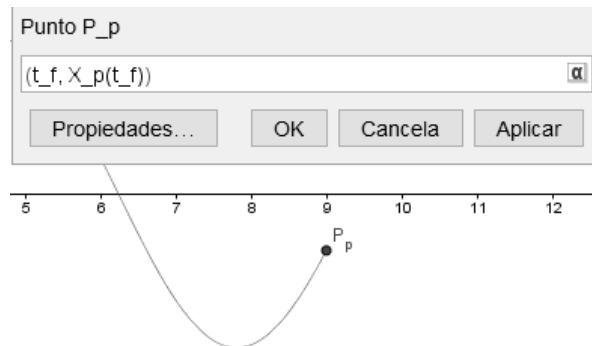 Punto P_p
(t_f, X_p(t_f))
α
Propiedades...
OK
Cancela
Aplicar
5 6 7 8 9 10 11 12
P_p